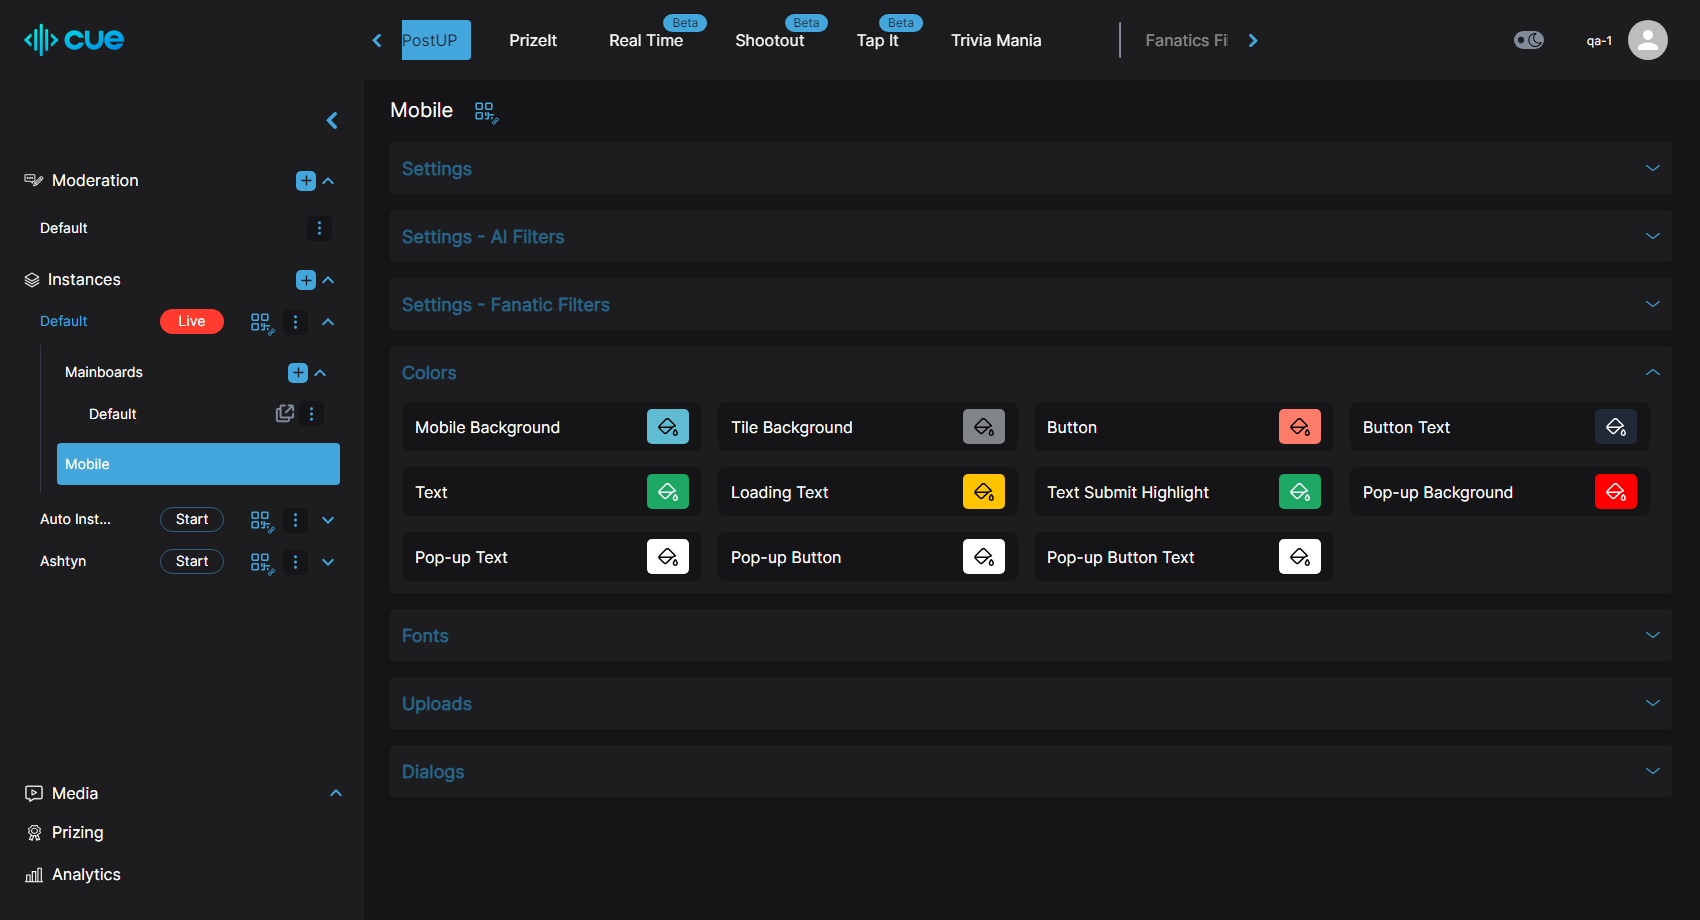 cue
PostUP
PrizeIt
Real Time
Beta
Shootout
Beta
Tap It
Beta
Trivia Mania
Fanatics Fi
qa-1
Moderation
Default
Instances
Default
Live
Mainboards
Default
Mobile
Auto Inst...
Start
Ashtyn
Start
Media
Prizing
Analytics
Mobile
Settings
Settings - AI Filters
Settings - Fanatic Filters
Colors
Mobile Background
Tile Background
Button
Button Text
Text
Loading Text
Text Submit Highlight
Pop-up Background
Pop-up Text
Pop-up Button
Pop-up Button Text
Fonts
Uploads
Dialogs